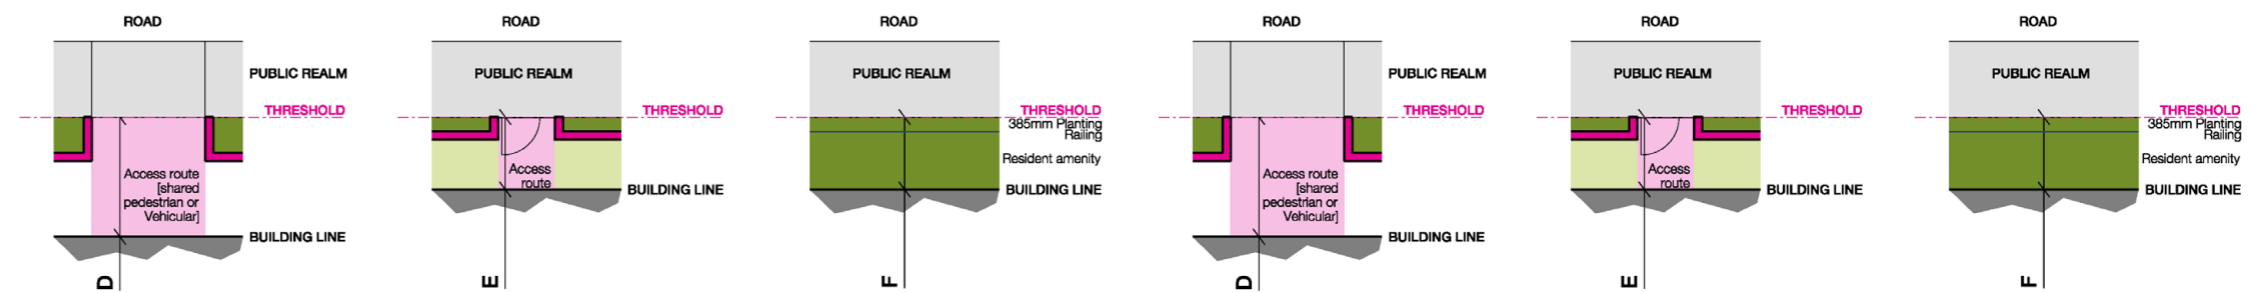 ROAD
PUBLIC REALM
THRESHOLD
Access route
[shared
pedestrian or
Vehicular]
BUILDING LINE
D
ROAD
PUBLIC REALM
THRESHOLD
Access
route
BUILDING LINE
E
ROAD
PUBLIC REALM
THRESHOLD
385mm Planting
Railing
Resident amenity
BUILDING LINE
F
ROAD
PUBLIC REALM
THRESHOLD
Access route
[shared
pedestrian or
Vehicular]
BUILDING LINE
D
ROAD
PUBLIC REALM
THRESHOLD
Access
route
BUILDING LINE
E
ROAD
PUBLIC REALM
THRESHOLD
385mm Planting
Railing
Resident amenity
BUILDING LINE
F